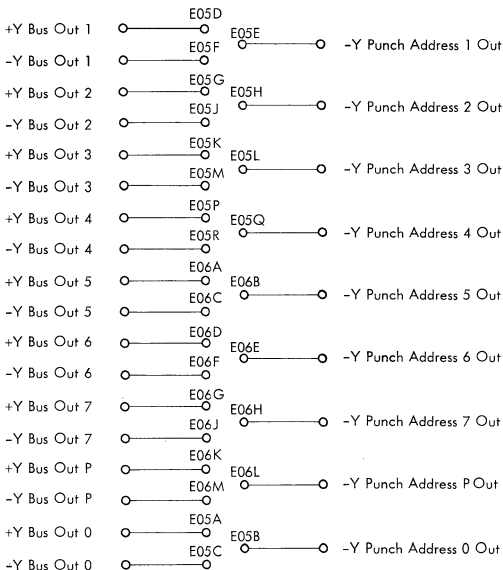 E05D
+Y Bus Out 1
E05E
-Y Punch Address 1 Out
E05F
-Y Bus Out 1
E05G
+Y Bus Out 2
E05H
-Y Punch Address 2 Out
E05J
-Y Bus Out 2
E05K
+Y Bus Out 3
E05L
-Y Punch Address 3 Out
E05M
-Y Bus Out 3
E05P
+Y Bus Out 4
E05Q
-Y Punch Address 4 Out
E05R
-Y Bus Out 4
E06A
+Y Bus Out 5
E06B
-Y Punch Address 5 Out
E06C
-Y Bus Out 5
E06D
+Y Bus Out 6
E06E
-Y Punch Address 6 Out
E06F
-Y Bus Out 6
E06G
+Y Bus Out 7
E06H
-Y Punch Address 7 Out
E06J
-Y Bus Out 7
E06K
+Y Bus Out P
E06L
-Y Punch Address P Out
E06M
-Y Bus Out P
E05A
+Y Bus Out 0
E05B
-Y Punch Address 0 Out
E05C
-Y Bus Out 0